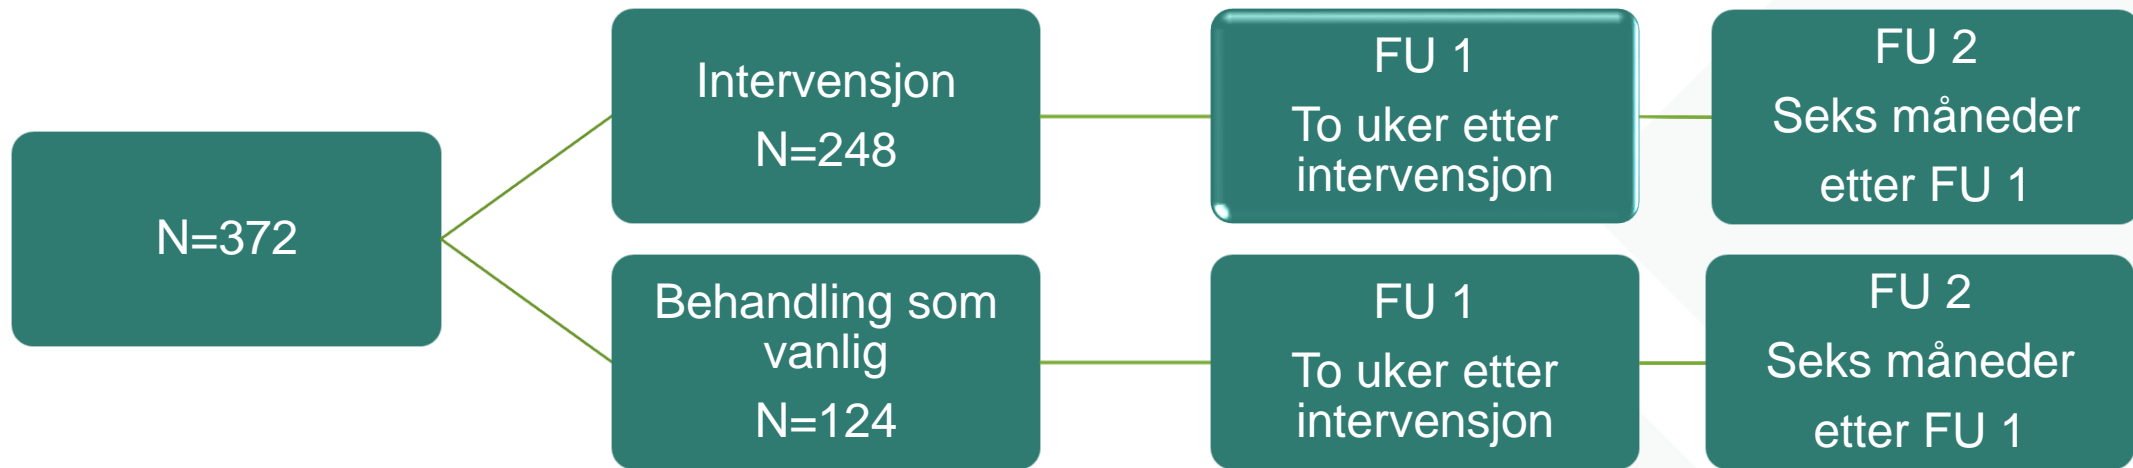 N=372
Intervensjon
N=248
FU 1
To uker etter
intervensjon
FU 2
Seks måneder
etter FU 1
Behandling som
vanlig
N=124
FU 1
To uker etter
intervensjon
FU 2
Seks måneder
etter FU 1